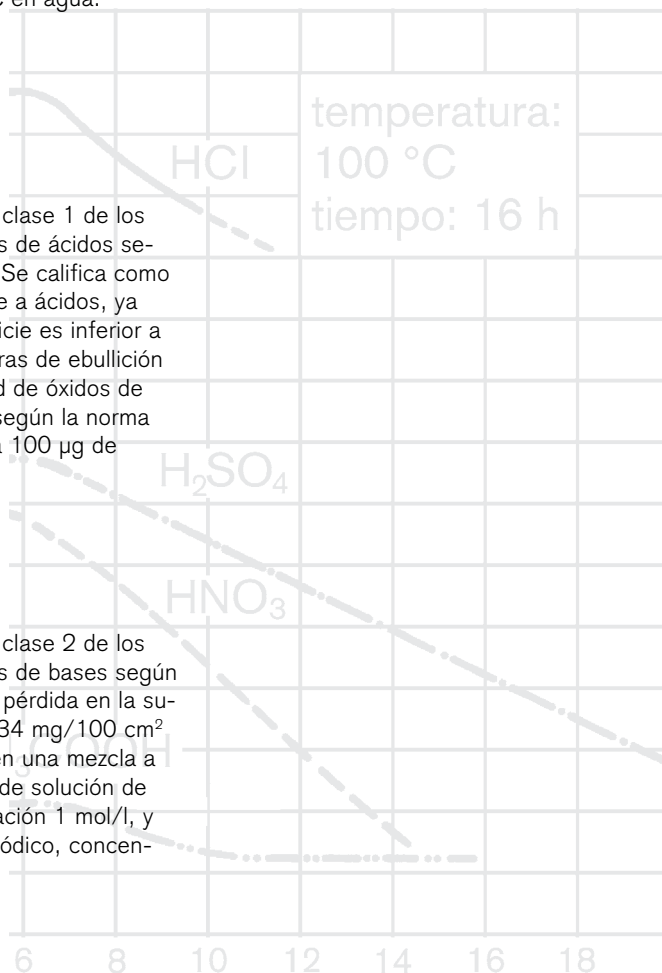 en agua.
temperatura:
100 °C
tiempo: 16 h
HCl
clase 1 de los
s de ácidos se-
Se califica como
e a ácidos, ya
icie es inferior a
ras de ebullición
d de óxidos de
según la norma
a 100 µg de
H₂SO₄
HNO₃
clase 2 de los
s de bases según
pérdida en la su-
34 mg/100 cm²
en una mezcla a
₃COOH
de solución de
ación 1 mol/l, y
ódico, concen-
6 8 10 12 14 16 18